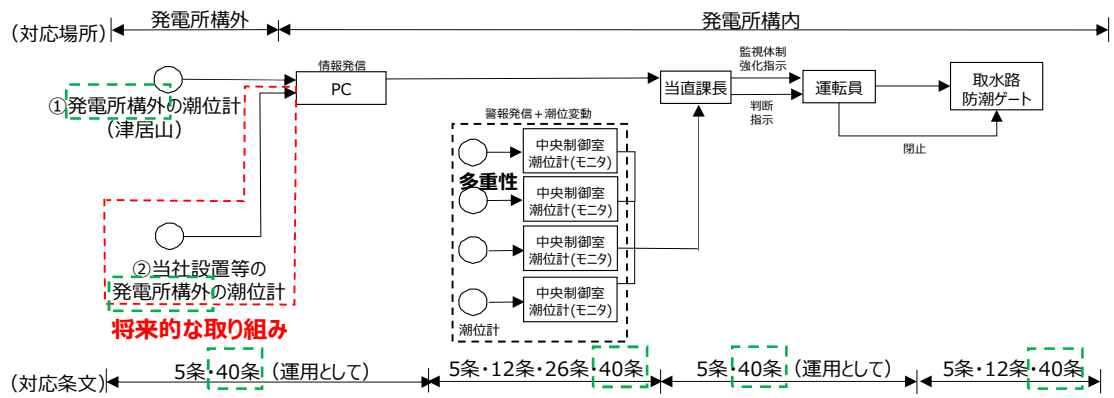 (対応場所)
発電所構外
発電所構内
情報発信
PC
①発電所構外の潮位計
(津居山)
②当社設置等の
発電所構外の潮位計
将来的な取り組み
警報発信+潮位変動
多重性
中央制御室
潮位計(モニタ)
中央制御室
潮位計(モニタ)
中央制御室
潮位計(モニタ)
中央制御室
潮位計(モニタ)
潮位計
当直課長
監視体制
強化指示
判断
指示
運転員
閉止
取水路
防潮ゲート
(対応条文)
5条・40条 (運用として)
5条・12条・26条・40条
5条・40条 (運用として)
5条・12条・40条